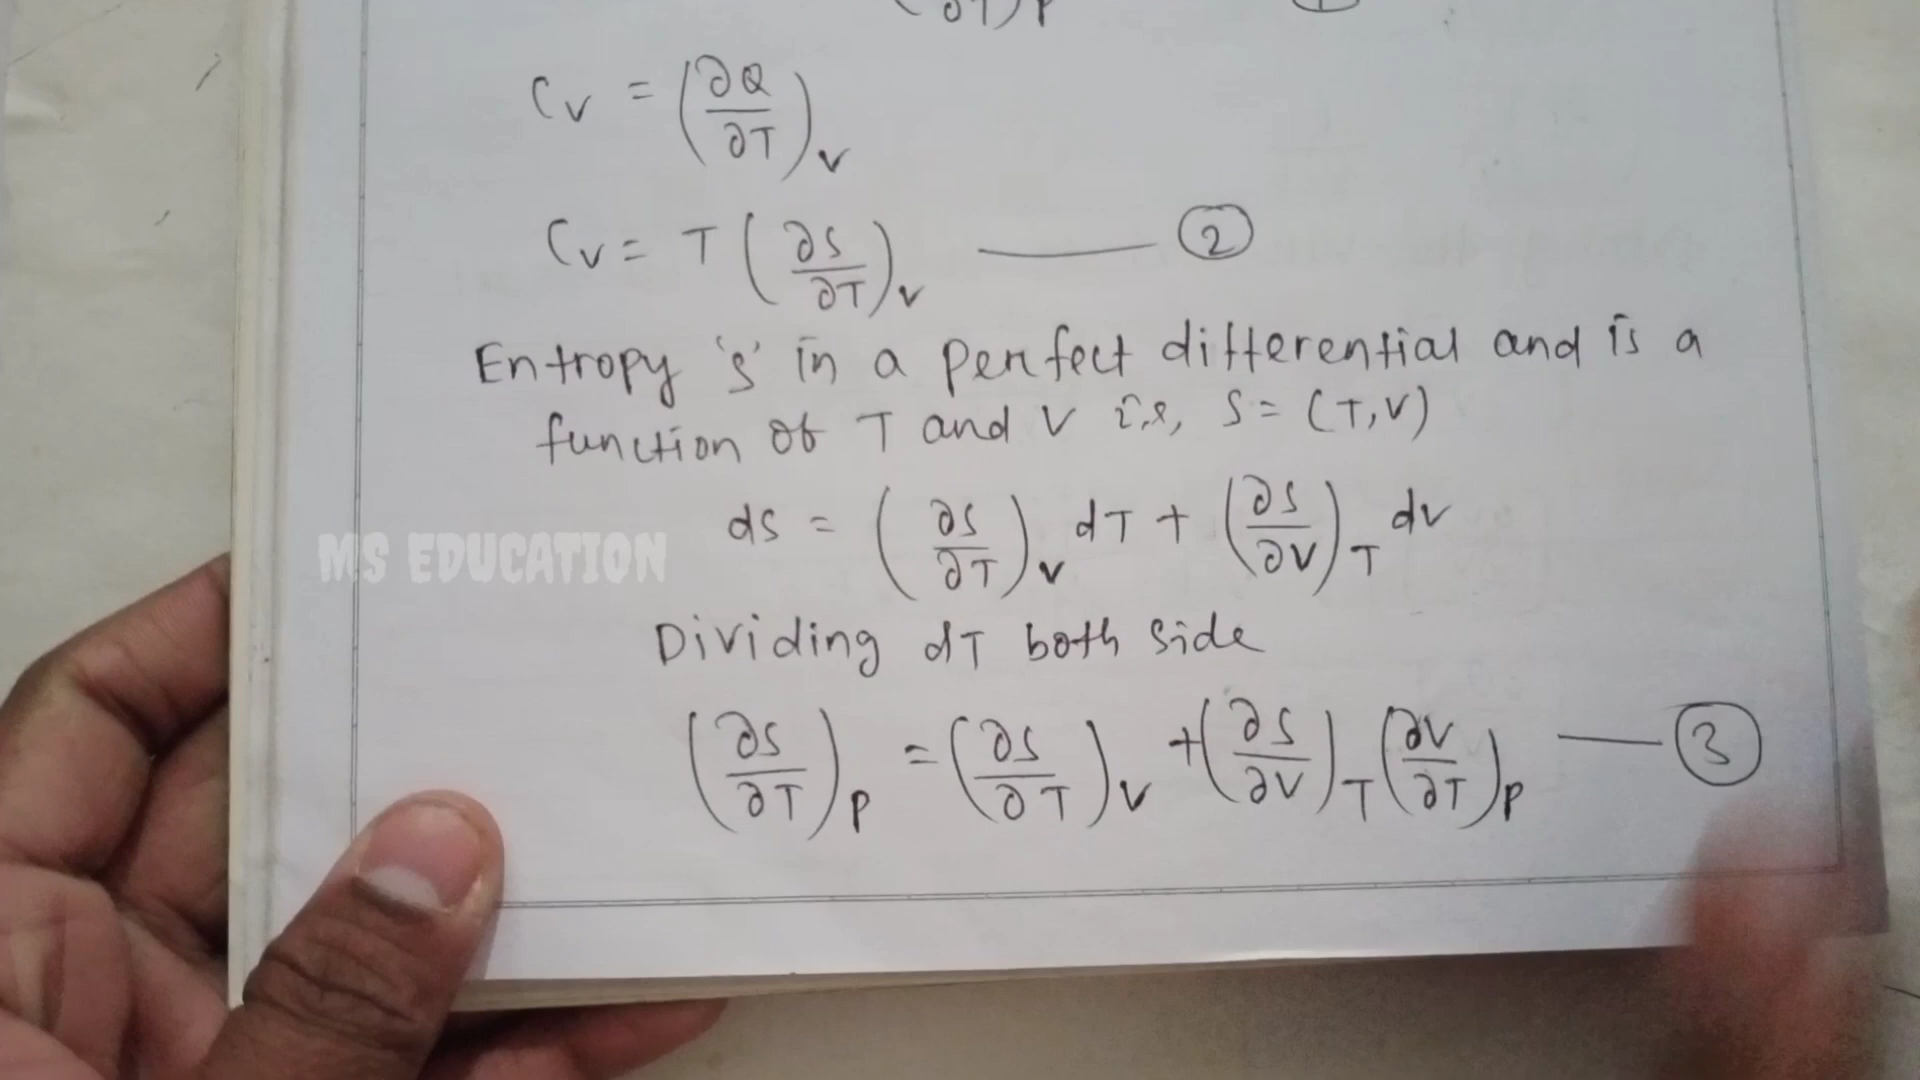 ∂T)P
Cv = (∂Q/∂T)v
Cv = T(∂S/∂T)v —— 2
Entropy 's' in a perfect differential and is a
function of T and V i.e, S = (T,V)
ds = (∂S/∂T)v dT + (∂S/∂V)T dv
MS EDUCATION
Dividing dT both side
(∂S/∂T)P = (∂S/∂T)v + (∂S/∂V)T (∂V/∂T)P —— 3